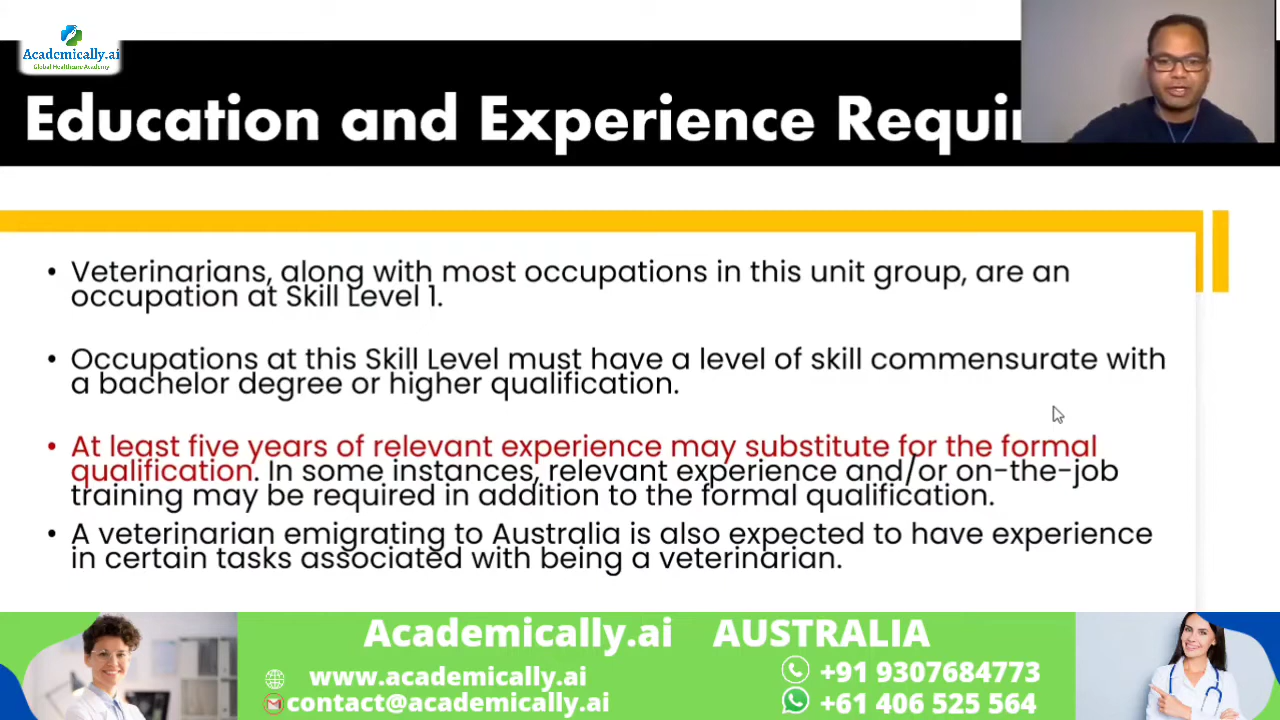 Academically.ai
Global Healthcare Academy
Education and Experience Requi
• Veterinarians, along with most occupations in this unit group, are an
occupation at Skill Level 1.
• Occupations at this Skill Level must have a level of skill commensurate with
a bachelor degree or higher qualification.
• At least five years of relevant experience may substitute for the formal
qualification. In some instances, relevant experience and/or on-the-job
training may be required in addition to the formal qualification.
• A veterinarian emigrating to Australia is also expected to have experience
in certain tasks associated with being a veterinarian.
Academically.ai AUSTRALIA
www.academically.ai
+91 9307684773
contact@academically.ai
+61 406 525 564